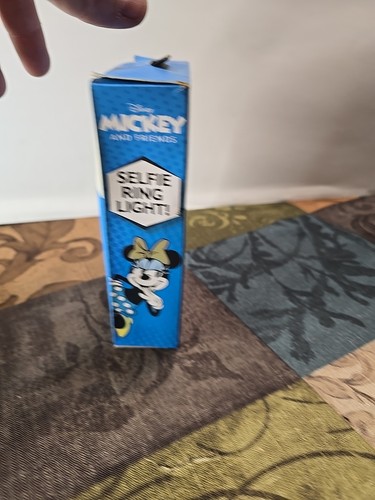 Disney
MICKEY
AND FRIENDS
SELFIE
RING
LIGHT!